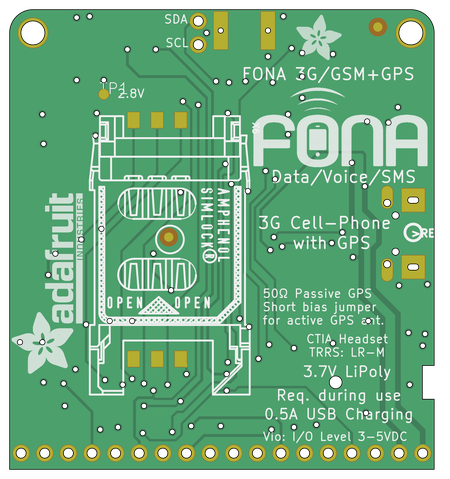 SDA
SCL
FONA 3G/GSM+GPS
TP1
2.8V
FONA
Data/Voice/SMS
adafruit
INDUSTRIES
AMPHENOL
SIMLOCK®
3G Cell-Phone
with GPS
RE
50Ω Passive GPS
Short bias jumper
for active GPS ant.
OPEN OPEN
CTIA Headset
TRRS: LR-M
3.7V LiPoly
Req. during use
0.5A USB Charging
Vio: I/O Level 3-5VDC